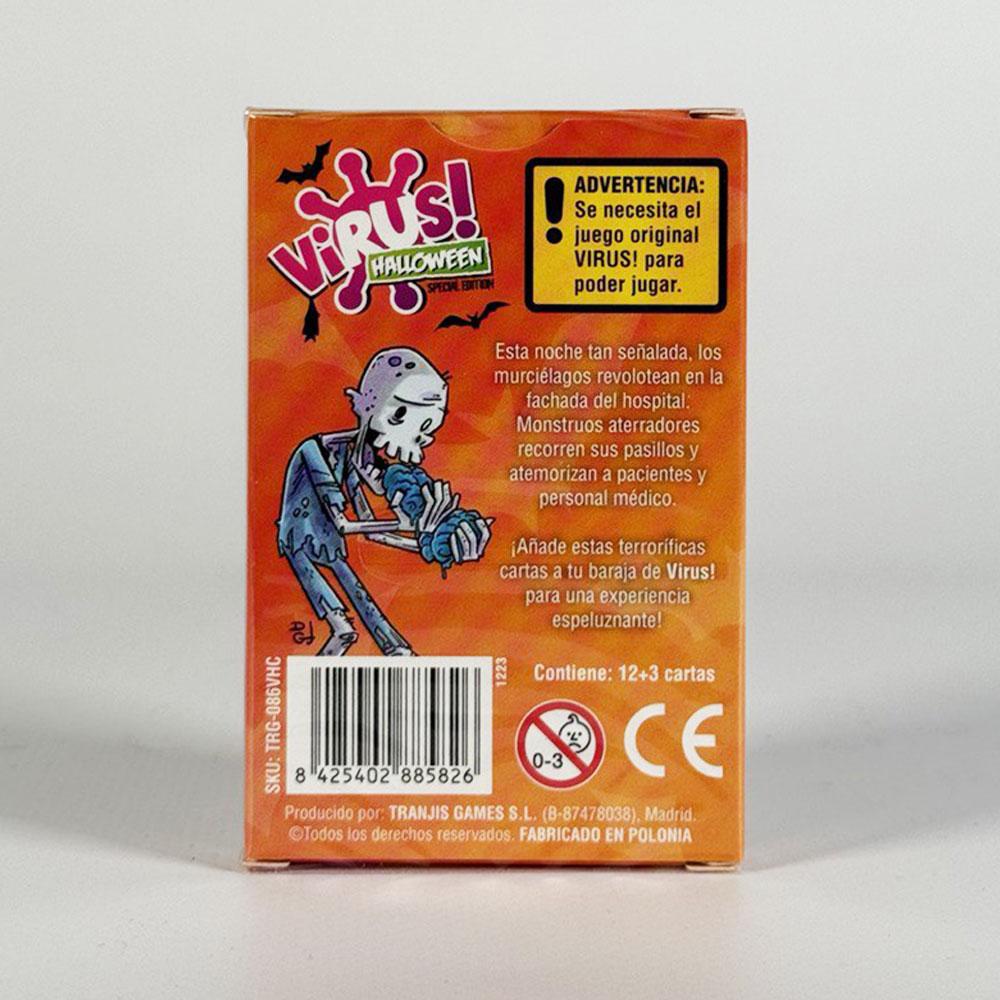 ViRUS!
HALLOWEEN
SPECIAL EDITION
! ADVERTENCIA:
Se necesita el
juego original
VIRUS! para
poder jugar.
Esta noche tan señalada, los
murciélagos revolotean en la
fachada del hospital.
Monstruos aterradores
recorren sus pasillos y
atemorizan a pacientes y
personal médico.
¡Añade estas terroríficas
cartas a tu baraja de Virus!
para una experiencia
espeluznante!
Contiene: 12+3 cartas
SKU: TRG-086VHC
1223
8 425402 885826
0-3
CE
Producido por: TRANJIS GAMES S.L. (B-87478038), Madrid.
©Todos los derechos reservados. FABRICADO EN POLONIA